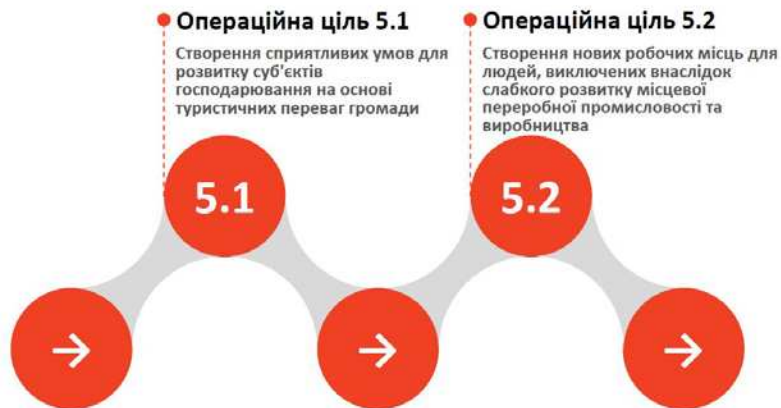 Операційна ціль 5.1
Створення сприятливих умов для
розвитку суб'єктів
господарювання на основі
туристичних переваг громади
Операційна ціль 5.2
Створення нових робочих місць для
людей, виключених внаслідок
слабкого розвитку місцевої
переробної промисловості та
виробництва
5.1
5.2